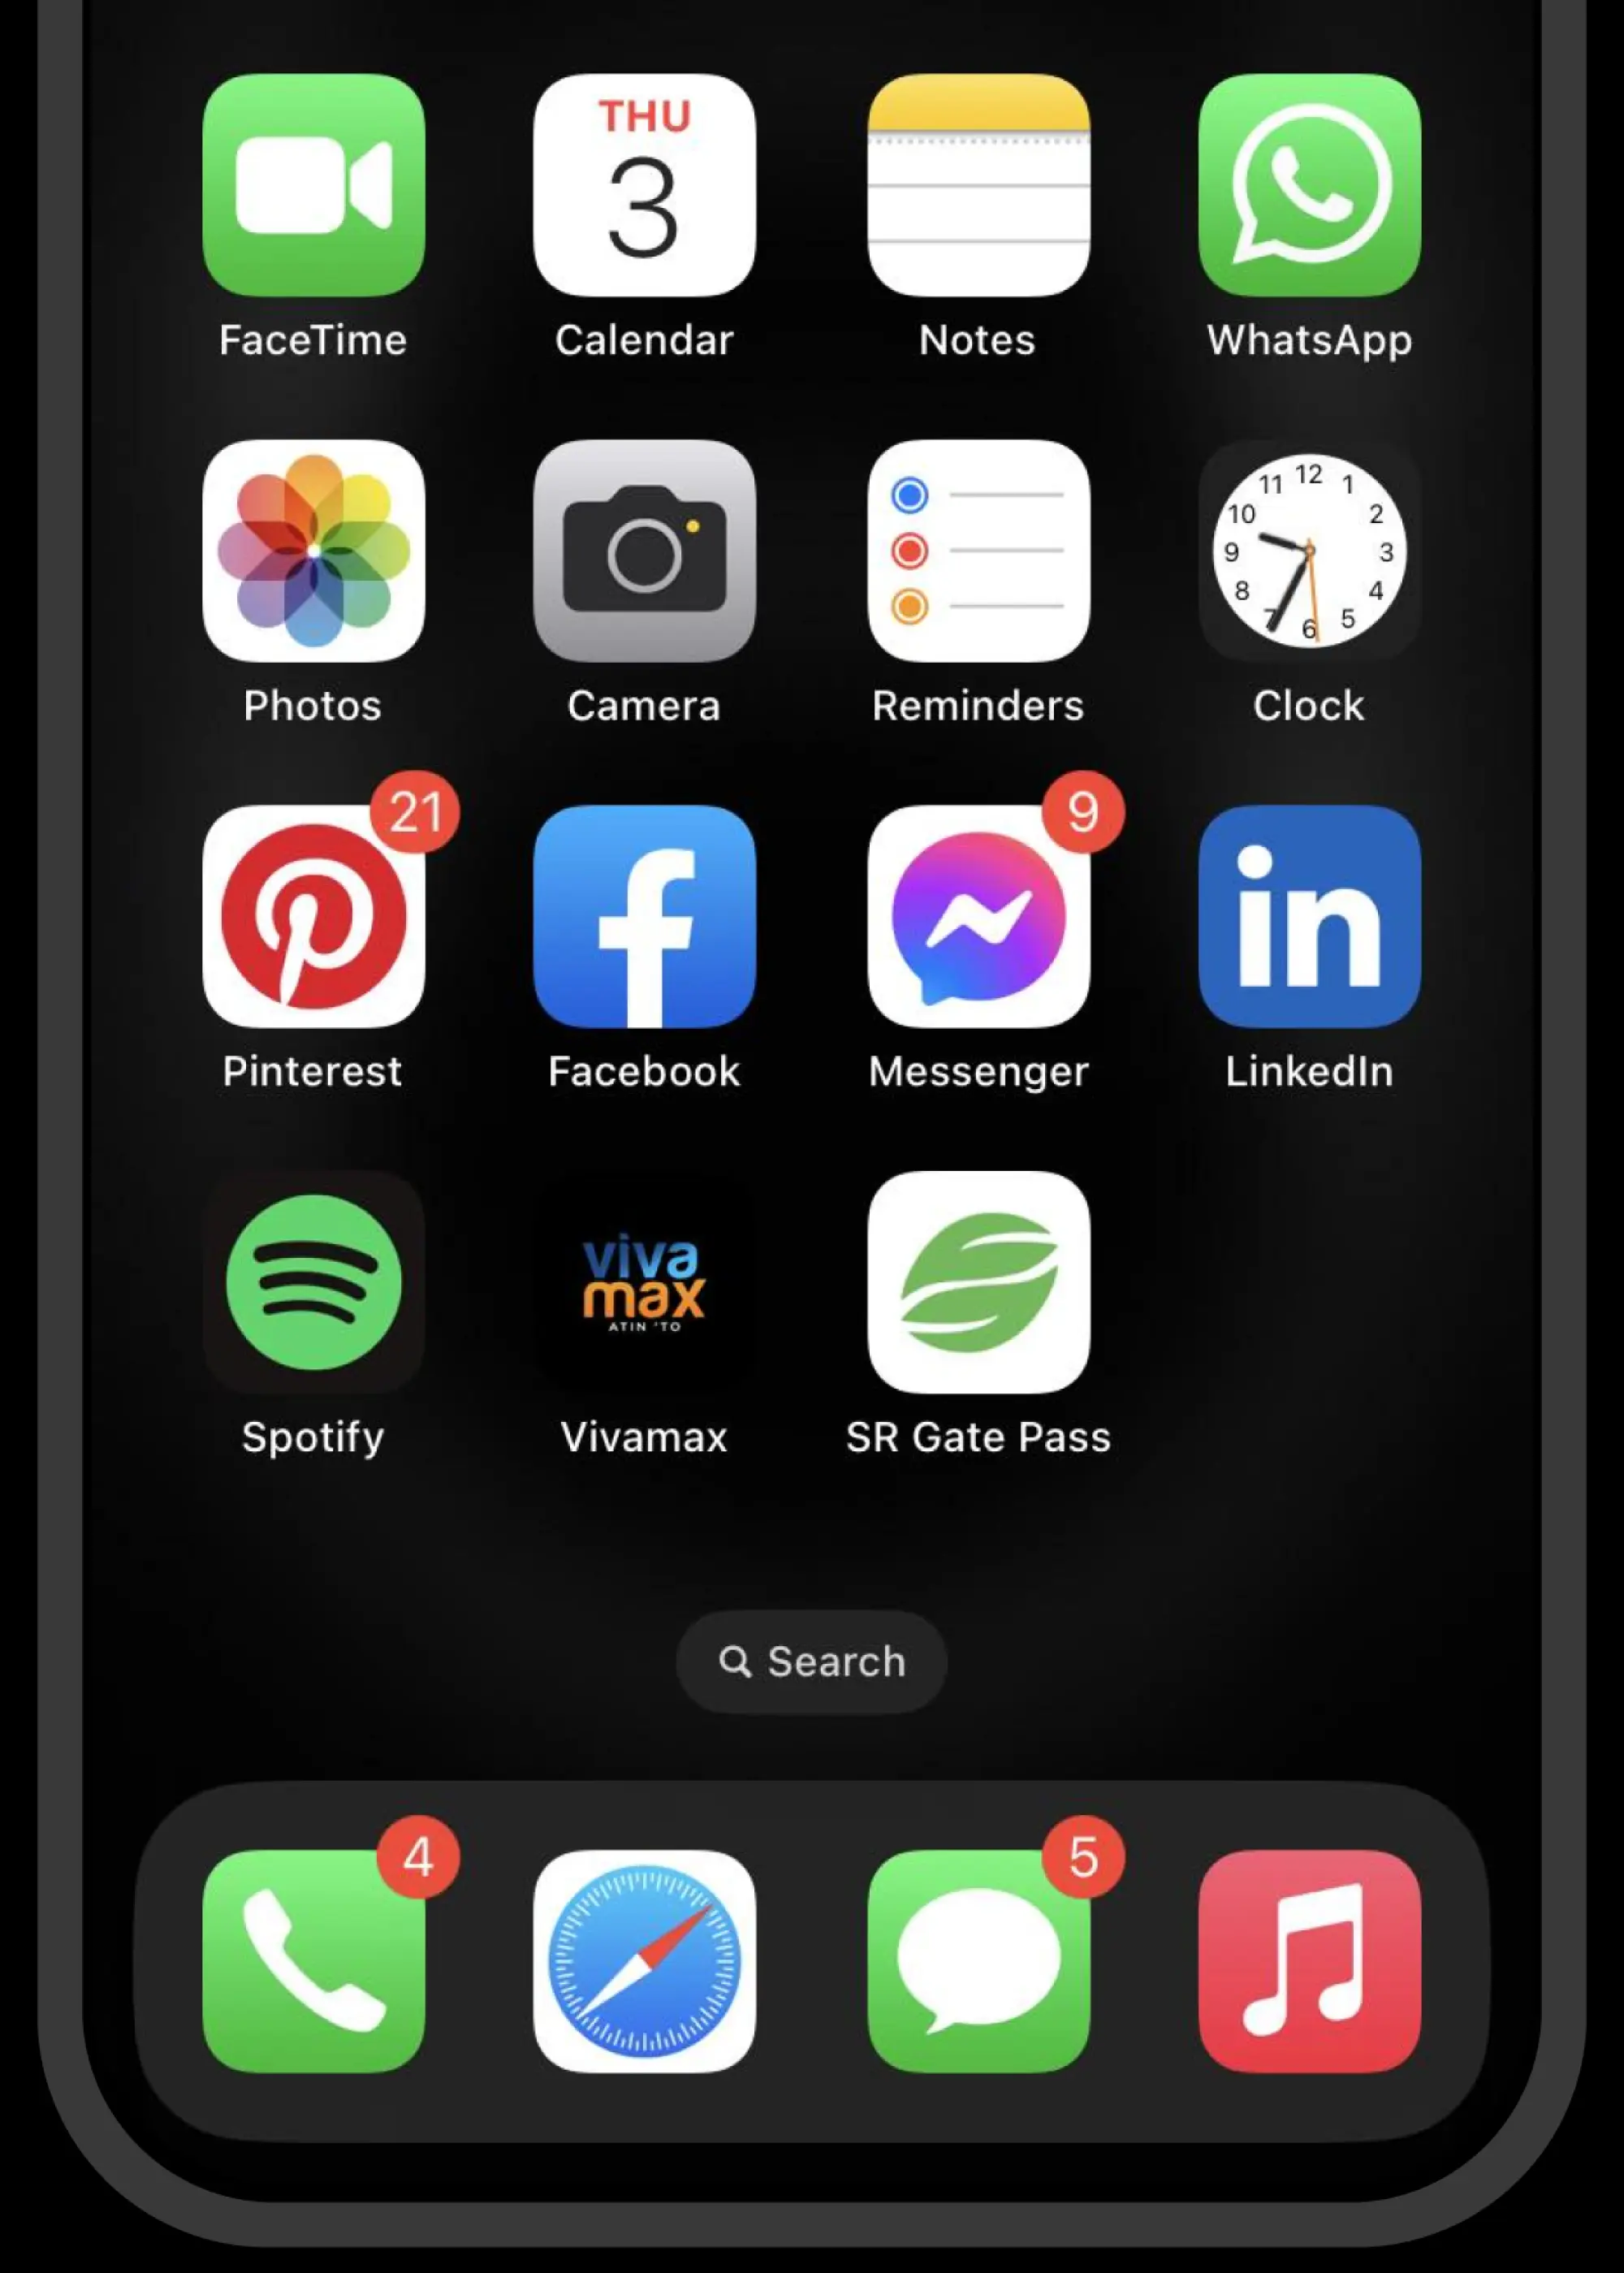 THU
3
FaceTime
Calendar
Notes
WhatsApp
12
11
1
10
2
9
3
8
4
7
6
5
Photos
Camera
Reminders
Clock
21
9
in
Pinterest
Facebook
Messenger
LinkedIn
viva
max
ATIN 'TO
Spotify
Vivamax
SR Gate Pass
Search
4
5